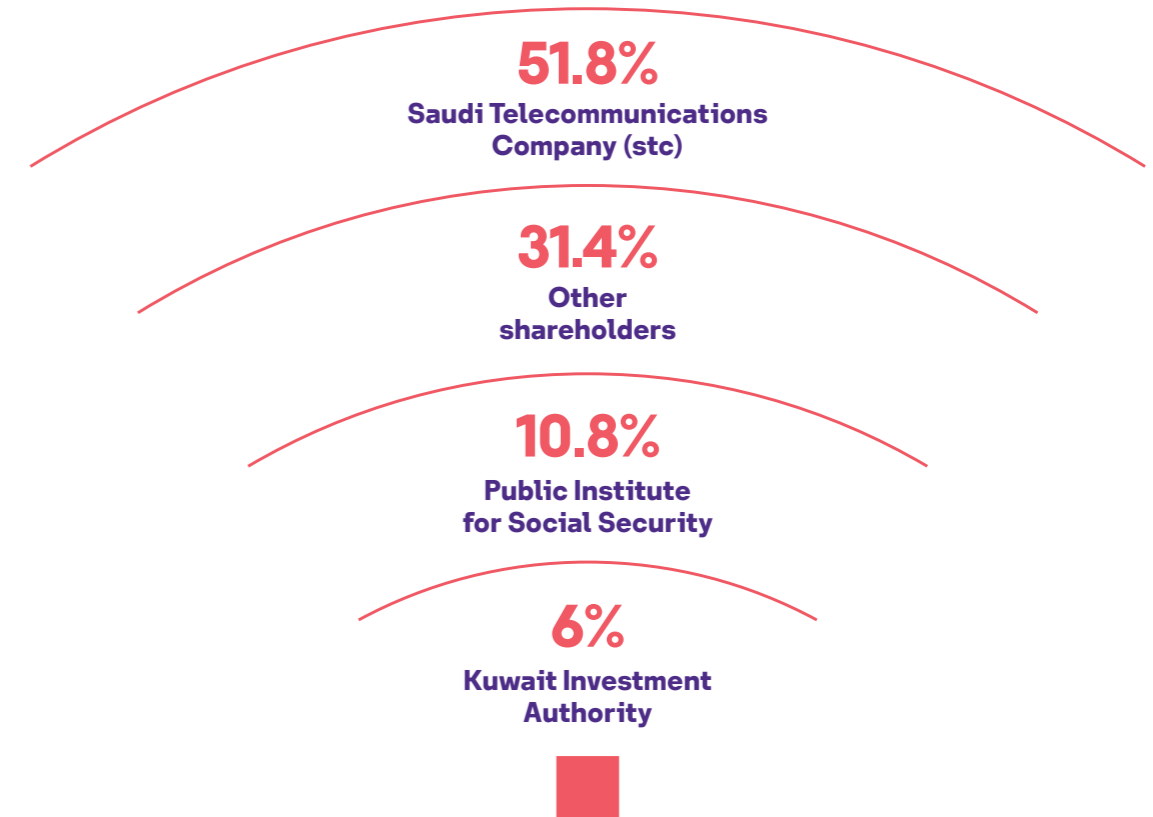 51.8%
Saudi Telecommunications
Company (stc)
31.4%
Other
shareholders
10.8%
Public Institute
for Social Security
6%
Kuwait Investment
Authority